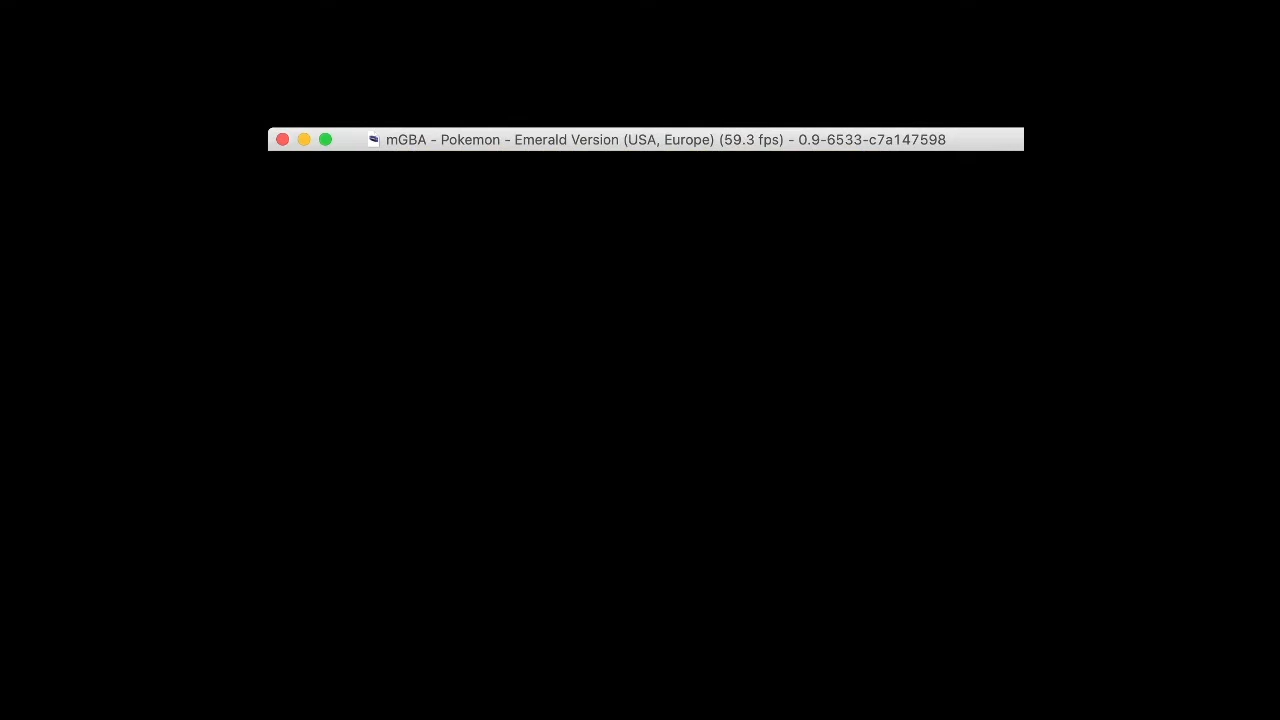 mGBA - Pokemon - Emerald Version (USA, Europe) (59.3 fps) - 0.9-6533-c7a147598